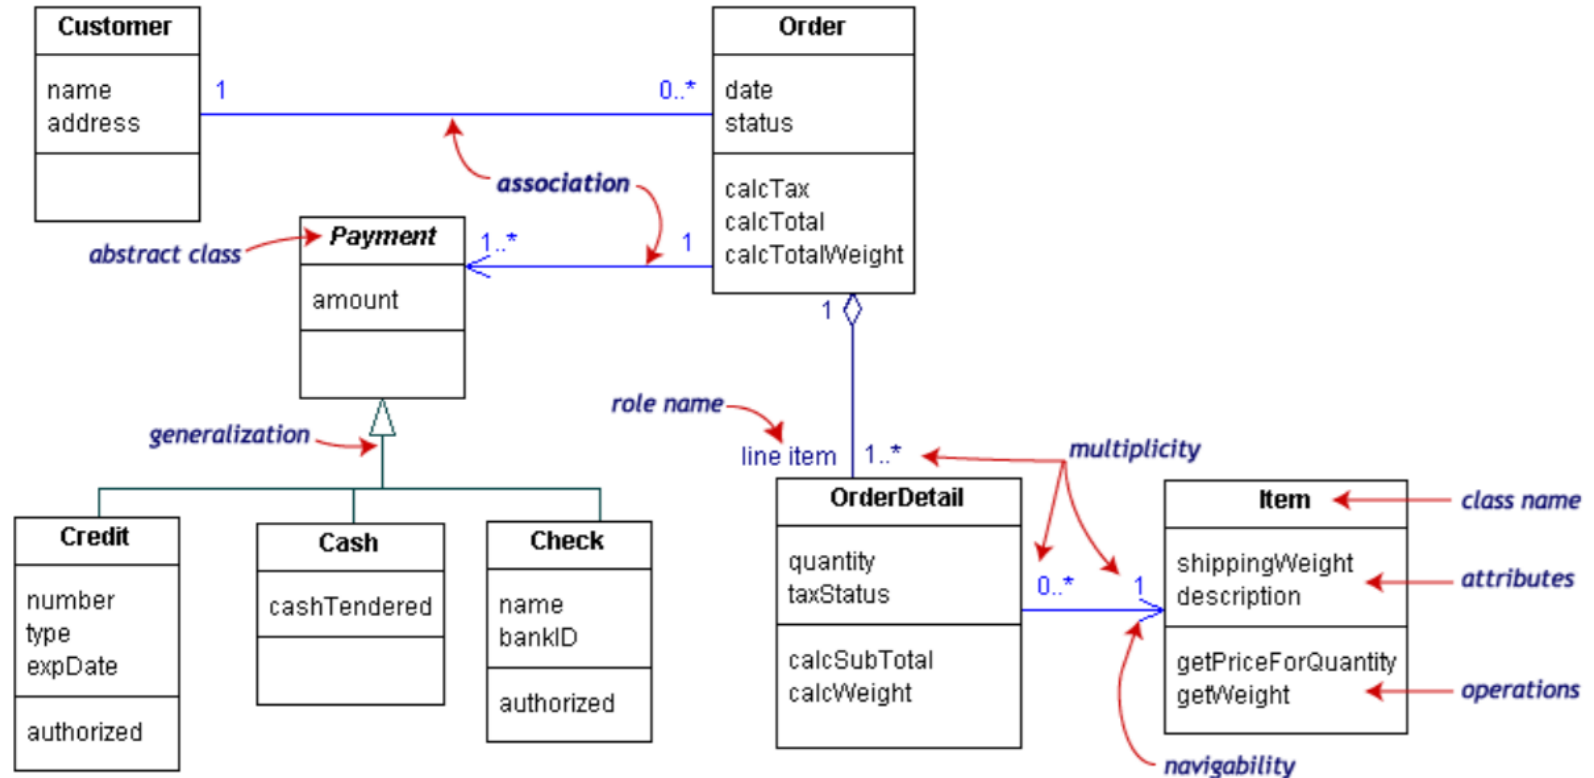 Customer
name
address
1
0..*
Order
date
status
calcTax
calcTotal
calcTotalWeight
association
abstract class
Payment
amount
1..*
1
1
role name
line item
1..*
multiplicity
generalization
Credit
number
type
expDate
authorized
Cash
cashTendered
Check
name
bankID
authorized
OrderDetail
quantity
taxStatus
calcSubTotal
calcWeight
0..*
1
Item
shippingWeight
description
getPriceForQuantity
getWeight
class name
attributes
operations
navigability